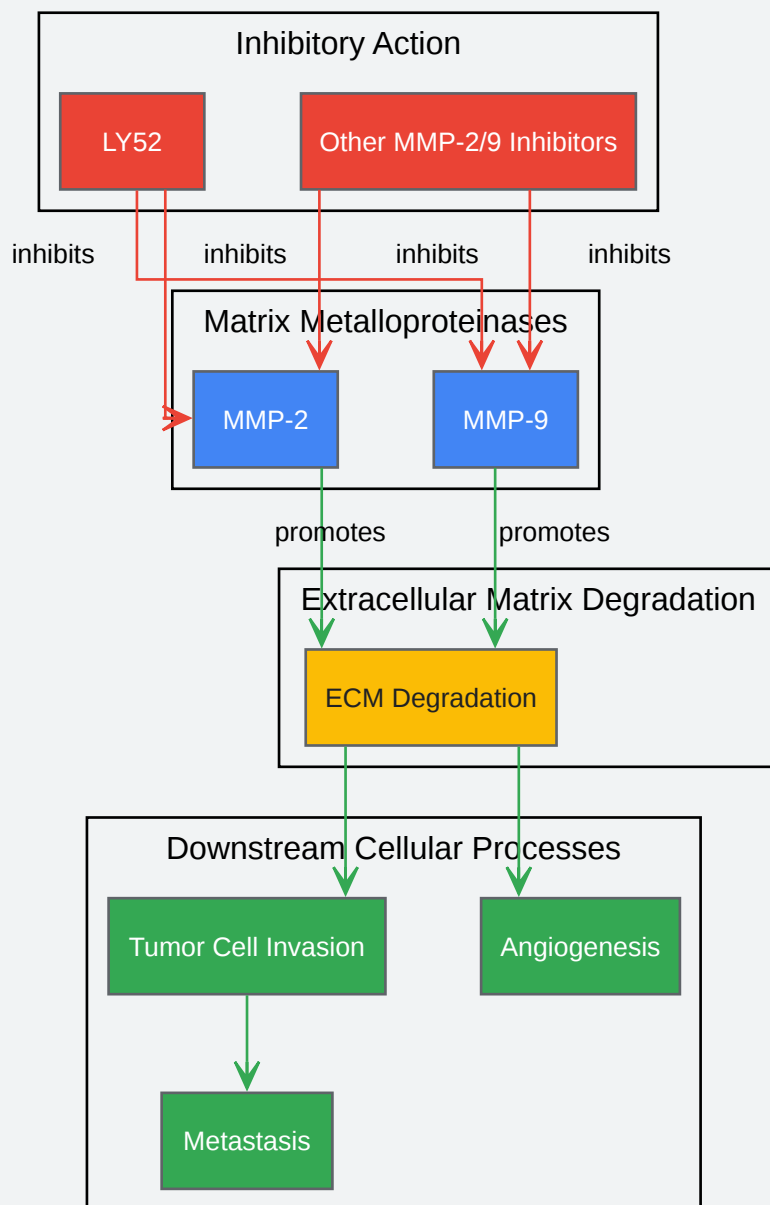 Inhibitory Action
LY52
Other MMP-2/9 Inhibitors
inhibits
inhibits
inhibits
inhibits
Matrix Metalloproteinases
MMP-2
MMP-9
promotes
promotes
Extracellular Matrix Degradation
ECM Degradation
Downstream Cellular Processes
Tumor Cell Invasion
Angiogenesis
Metastasis